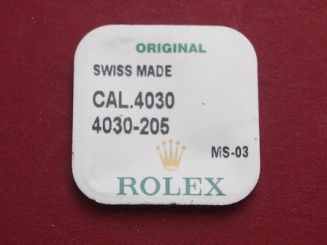 ORIGINAL
SWISS MADE
CAL.4030
4030-205
MS-03
ROLEX